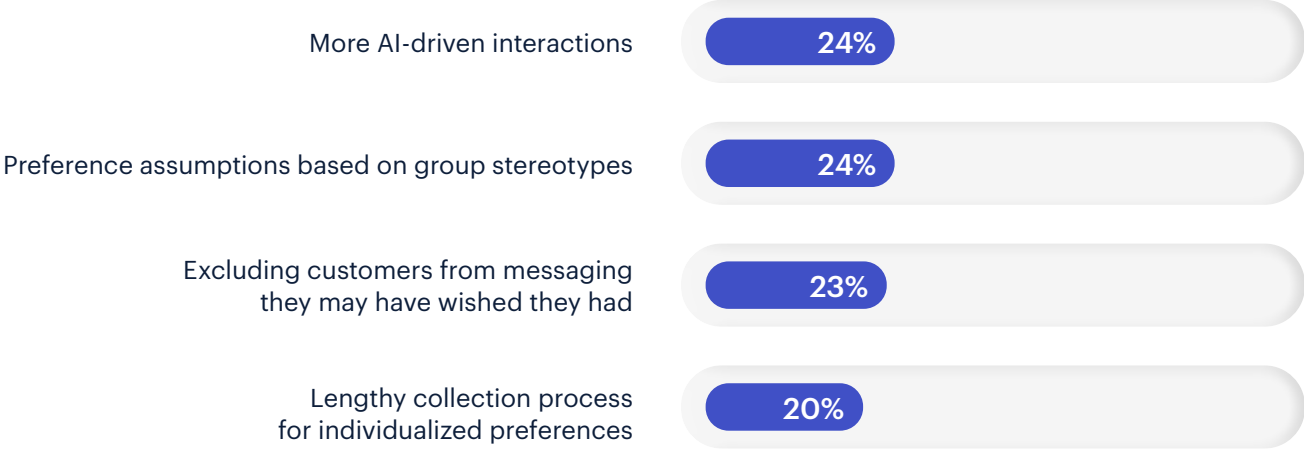 More AI-driven interactions
24%
Preference assumptions based on group stereotypes
24%
Excluding customers from messaging
they may have wished they had
23%
Lengthy collection process
for individualized preferences
20%